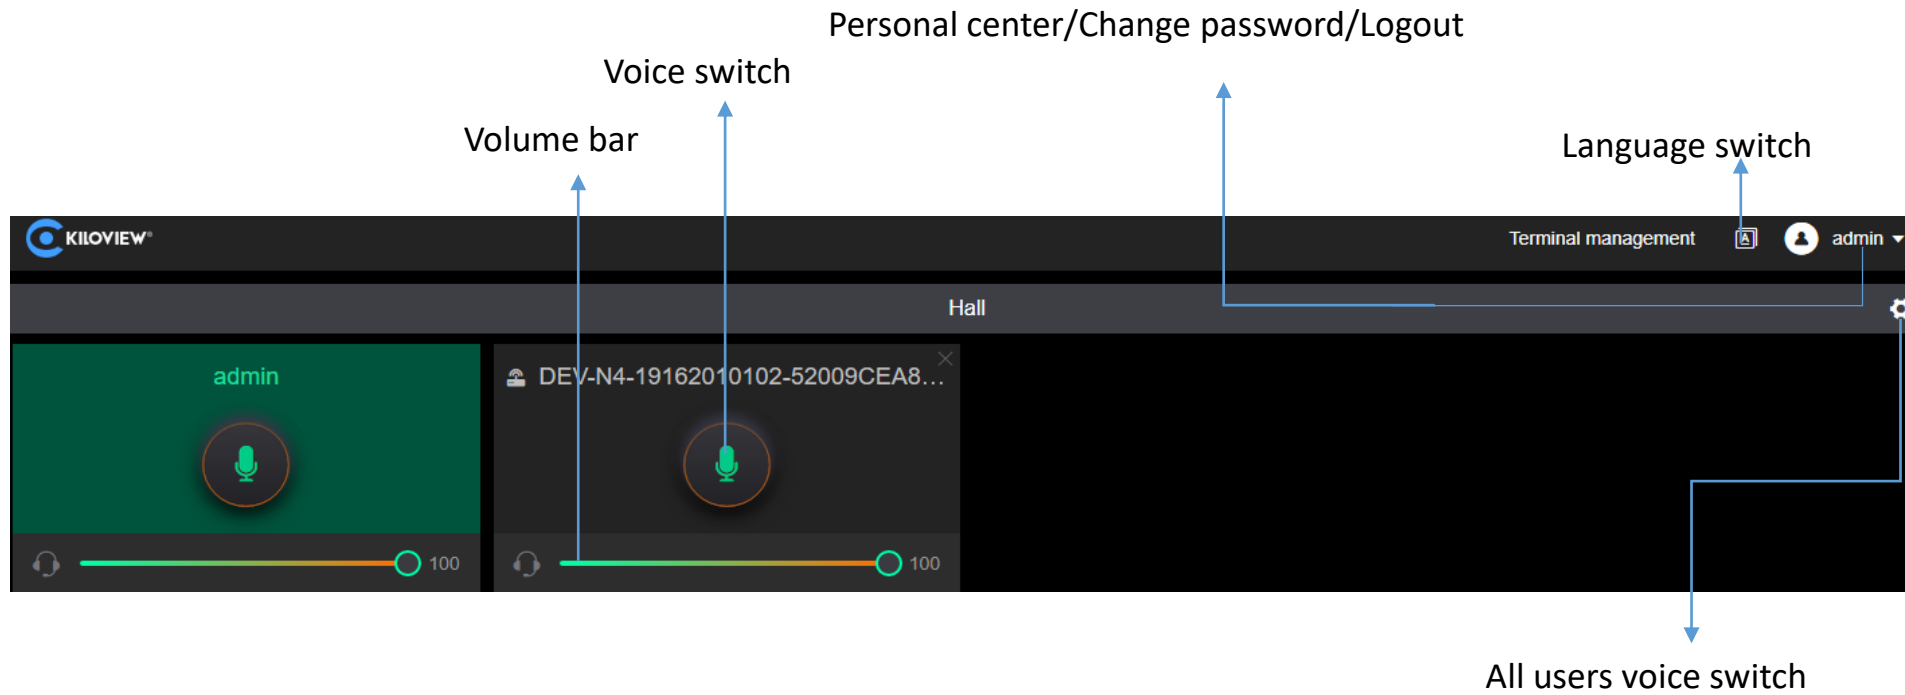 Personal center/Change password/Logout
Voice switch
Volume bar
Language switch
KILOVIEW®
Terminal management
A
admin
Hall
admin
DEV-N4-19162010102-52009CEA8...
100
100
All users voice switch